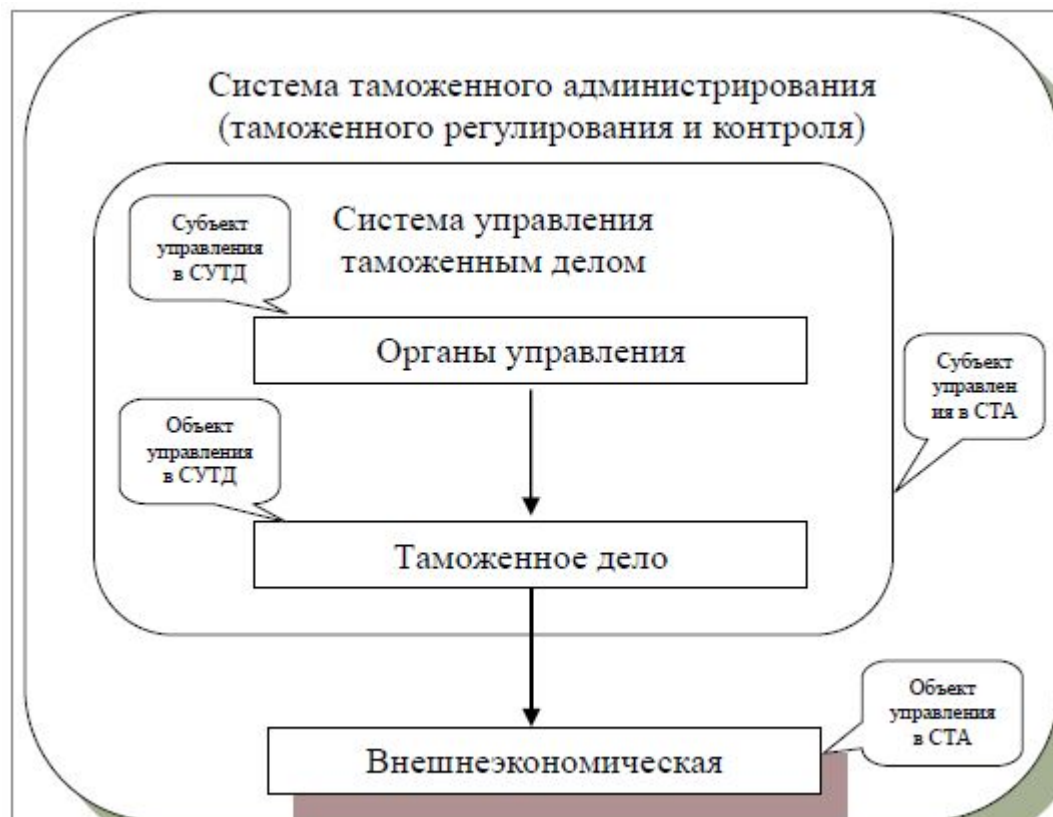 Система таможенного администрирования
(таможенного регулирования и контроля)
Субъект
управления
в СУТД
Система управления
таможенным делом
Органы управления
Субъект
управлен
ия в СТА
Объект
управления
в СУТД
Таможенное дело
Объект
управления
в СТА
Внешнеэкономическая